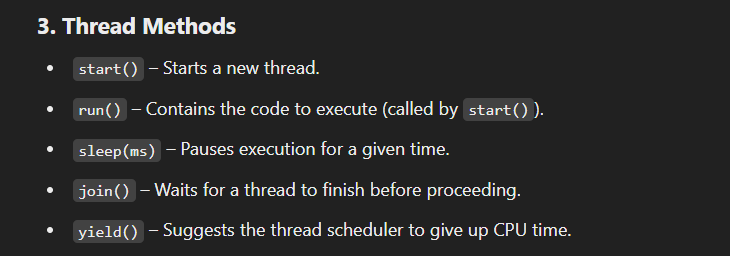 3. Thread Methods
• start() – Starts a new thread.
• run() – Contains the code to execute (called by start()).
• sleep(ms) – Pauses execution for a given time.
• join() – Waits for a thread to finish before proceeding.
• yield() – Suggests the thread scheduler to give up CPU time.